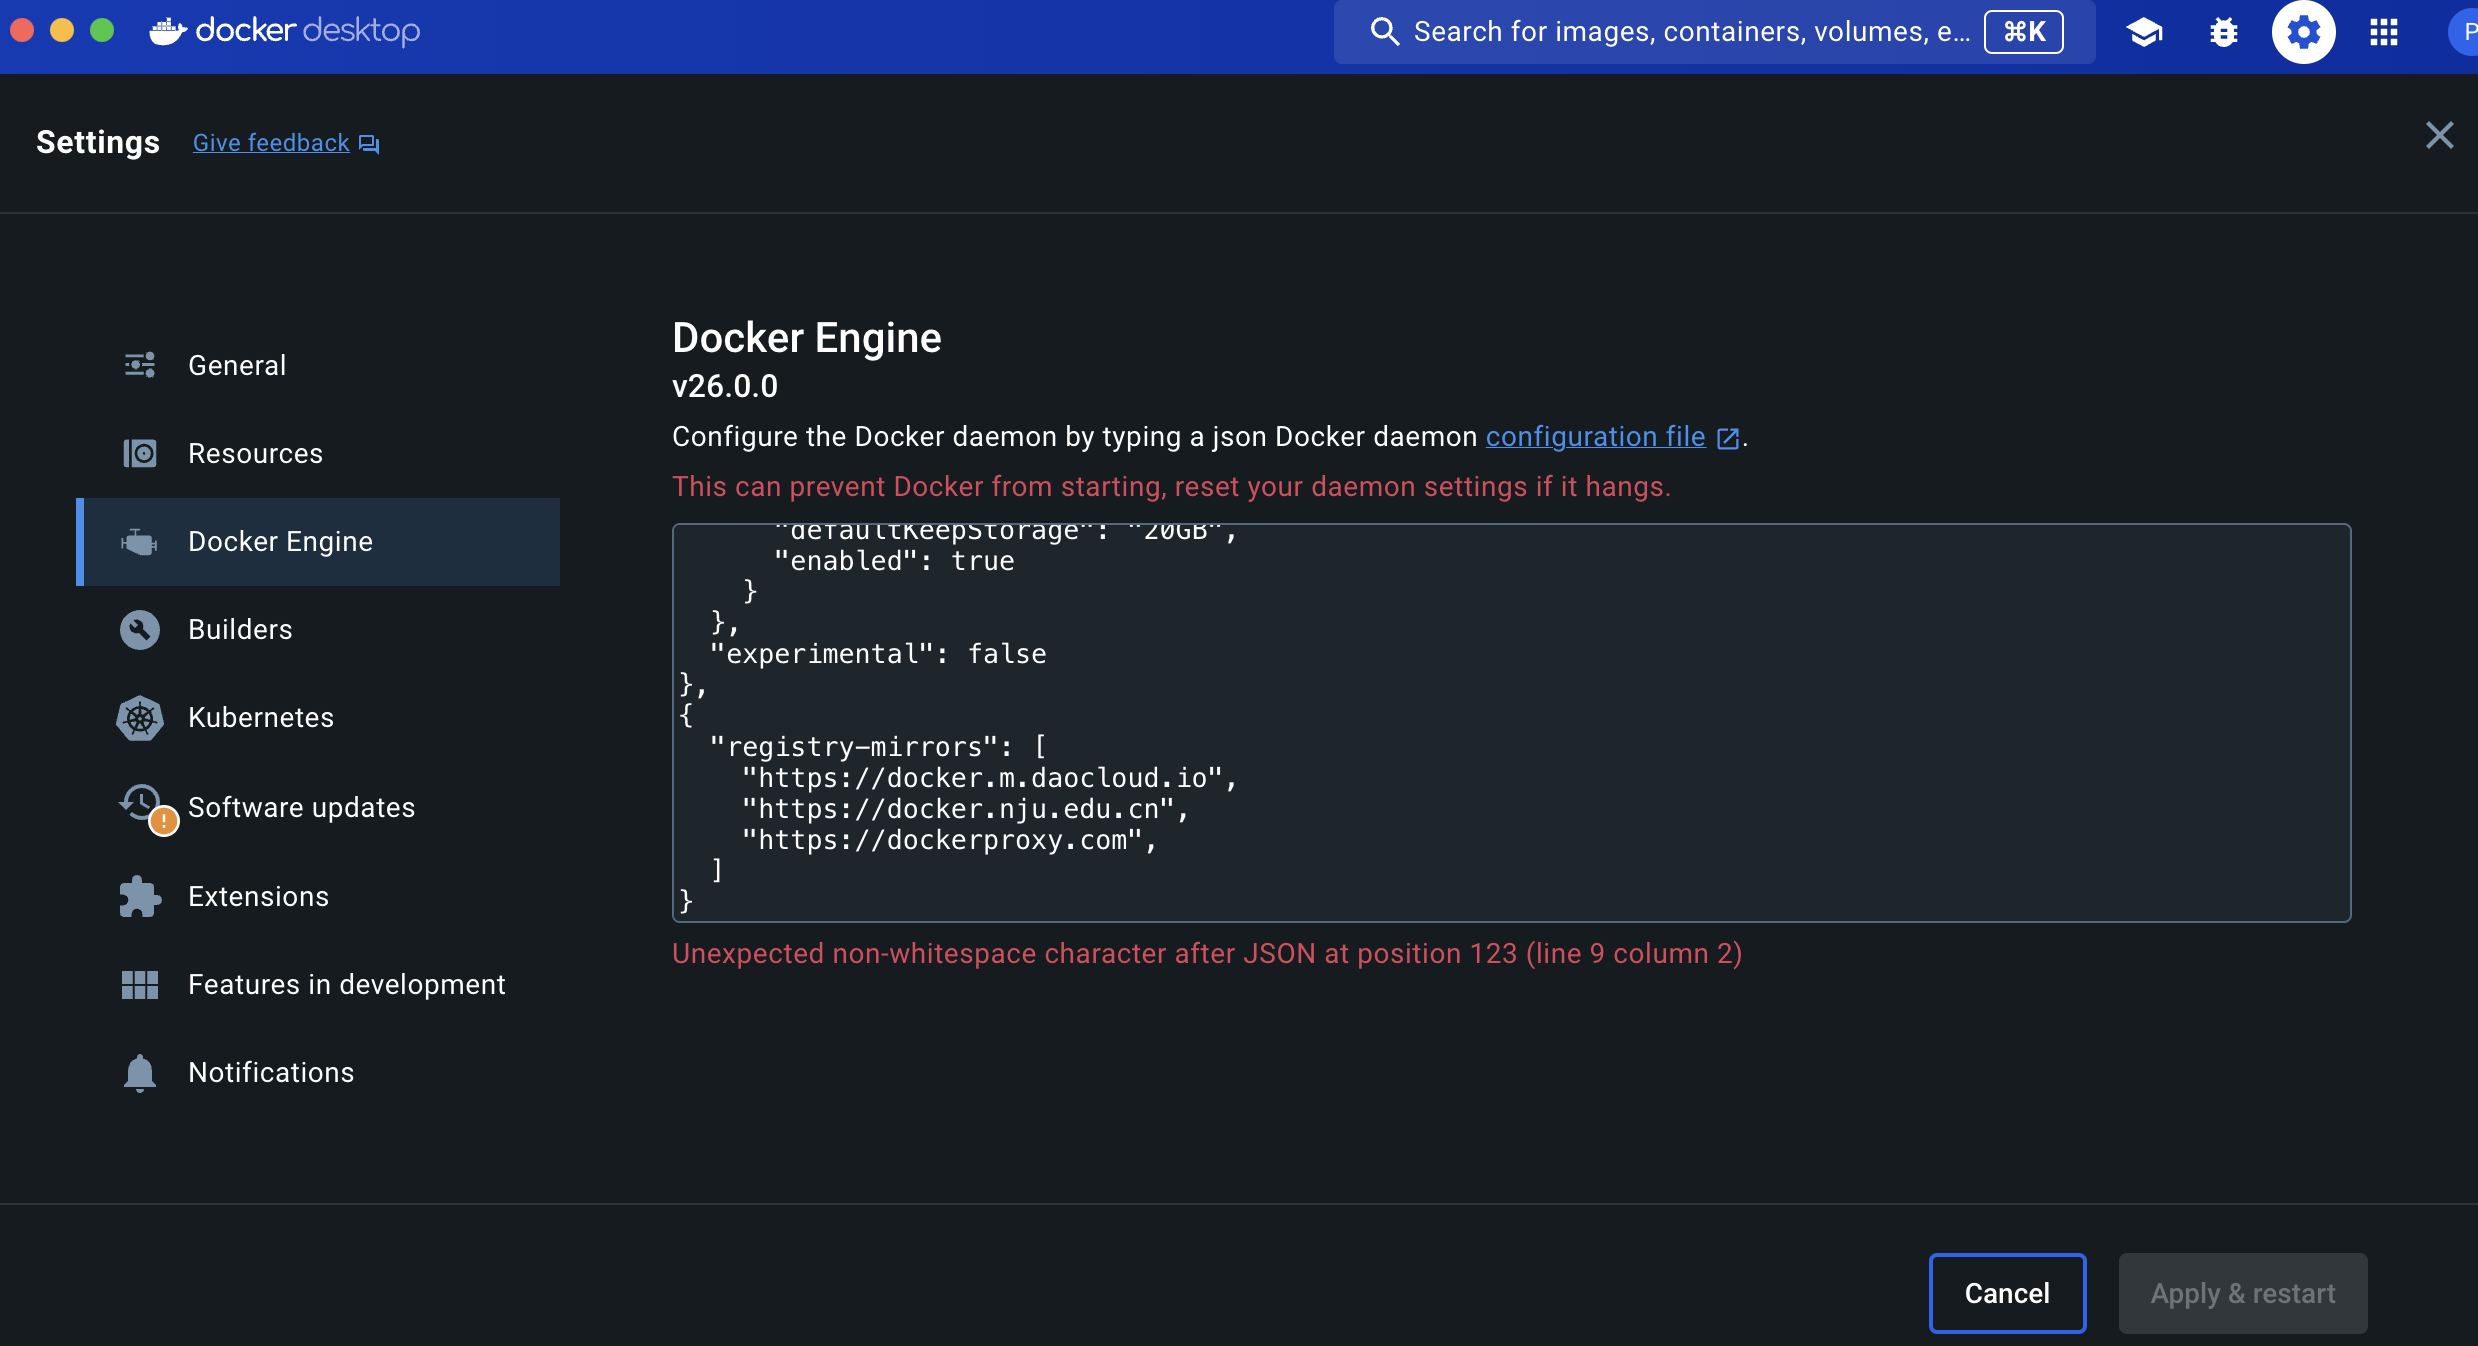 docker desktop
Search for images, containers, volumes, e... ⌘K
P
Settings Give feedback
General
Resources
Docker Engine
Builders
Kubernetes
Software updates
Extensions
Features in development
Notifications
Docker Engine
v26.0.0
Configure the Docker daemon by typing a json Docker daemon configuration file .
This can prevent Docker from starting, reset your daemon settings if it hangs.
"defaultKeepStorage": "20GB",
"enabled": true
}
},
"experimental": false
},
{
"registry-mirrors": [
"https://docker.m.daocloud.io",
"https://docker.nju.edu.cn",
"https://dockerproxy.com",
]
}
Unexpected non-whitespace character after JSON at position 123 (line 9 column 2)
Cancel
Apply & restart